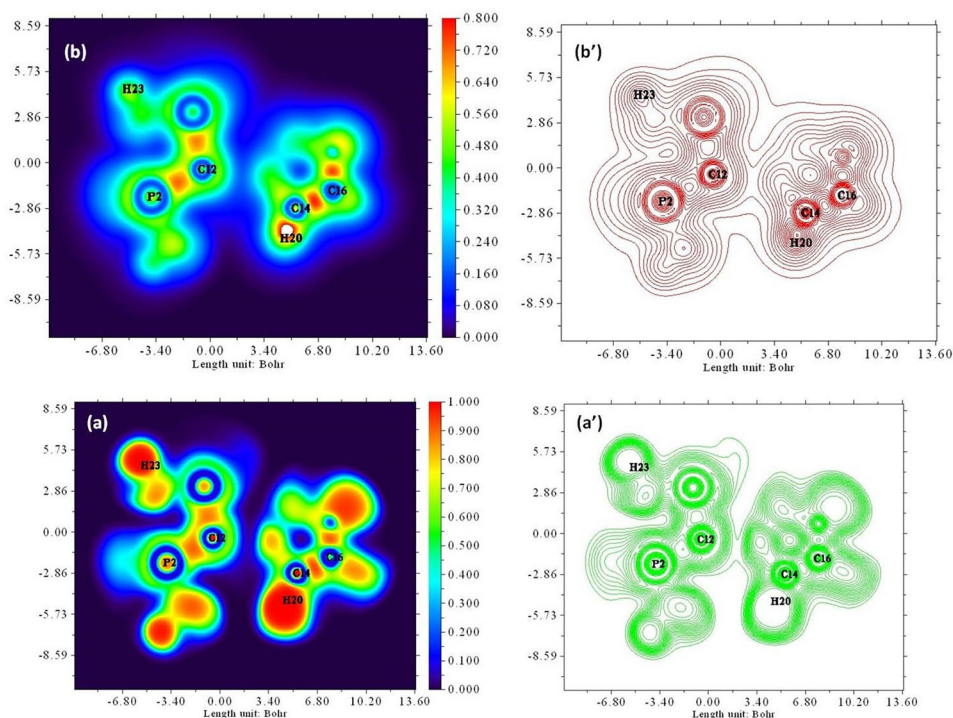 (b)
8.59
5.73
2.86
0.00
-2.86
-5.73
-8.59
H23
C12
P2
C14
C16
H20
-6.80 -3.40 0.00 3.40 6.80 10.20 13.60
Length unit: Bohr
0.800
0.720
0.640
0.560
0.480
0.400
0.320
0.240
0.160
0.080
0.000
(b’)
8.59
5.73
2.86
0.00
-2.86
-5.73
-8.59
H23
C12
P2
C16
C14
H20
-6.80 -3.40 0.00 3.40 6.80 10.20 13.60
Length unit: Bohr
(a)
8.59
5.73
2.86
0.00
-2.86
-5.73
-8.59
H23
C12
P2
C16
C14
H20
-6.80 -3.40 0.00 3.40 6.80 10.20 13.60
Length unit: Bohr
1.000
0.900
0.800
0.700
0.600
0.500
0.400
0.300
0.200
0.100
0.000
(a’)
8.59
5.73
2.86
0.00
-2.86
-5.73
-8.59
H23
C12
P2
C16
C14
H20
-6.80 -3.40 0.00 3.40 6.80 10.20 13.60
Length unit: Bohr